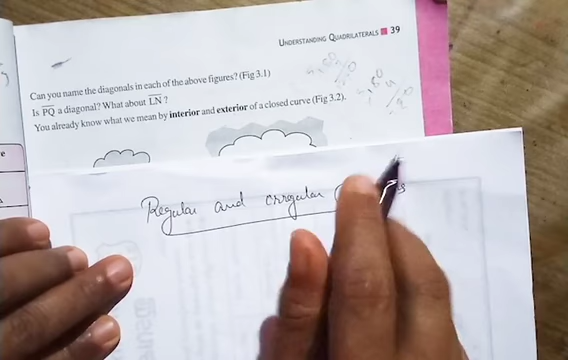 UNDERSTANDING QUADRILATERALS 39
Can you name the diagonals in each of the above figures? (Fig 3.1)
Is PQ a diagonal? What about LN ?
You already know what we mean by interior and exterior of a closed curve (Fig 3.2).
Regular and irregular